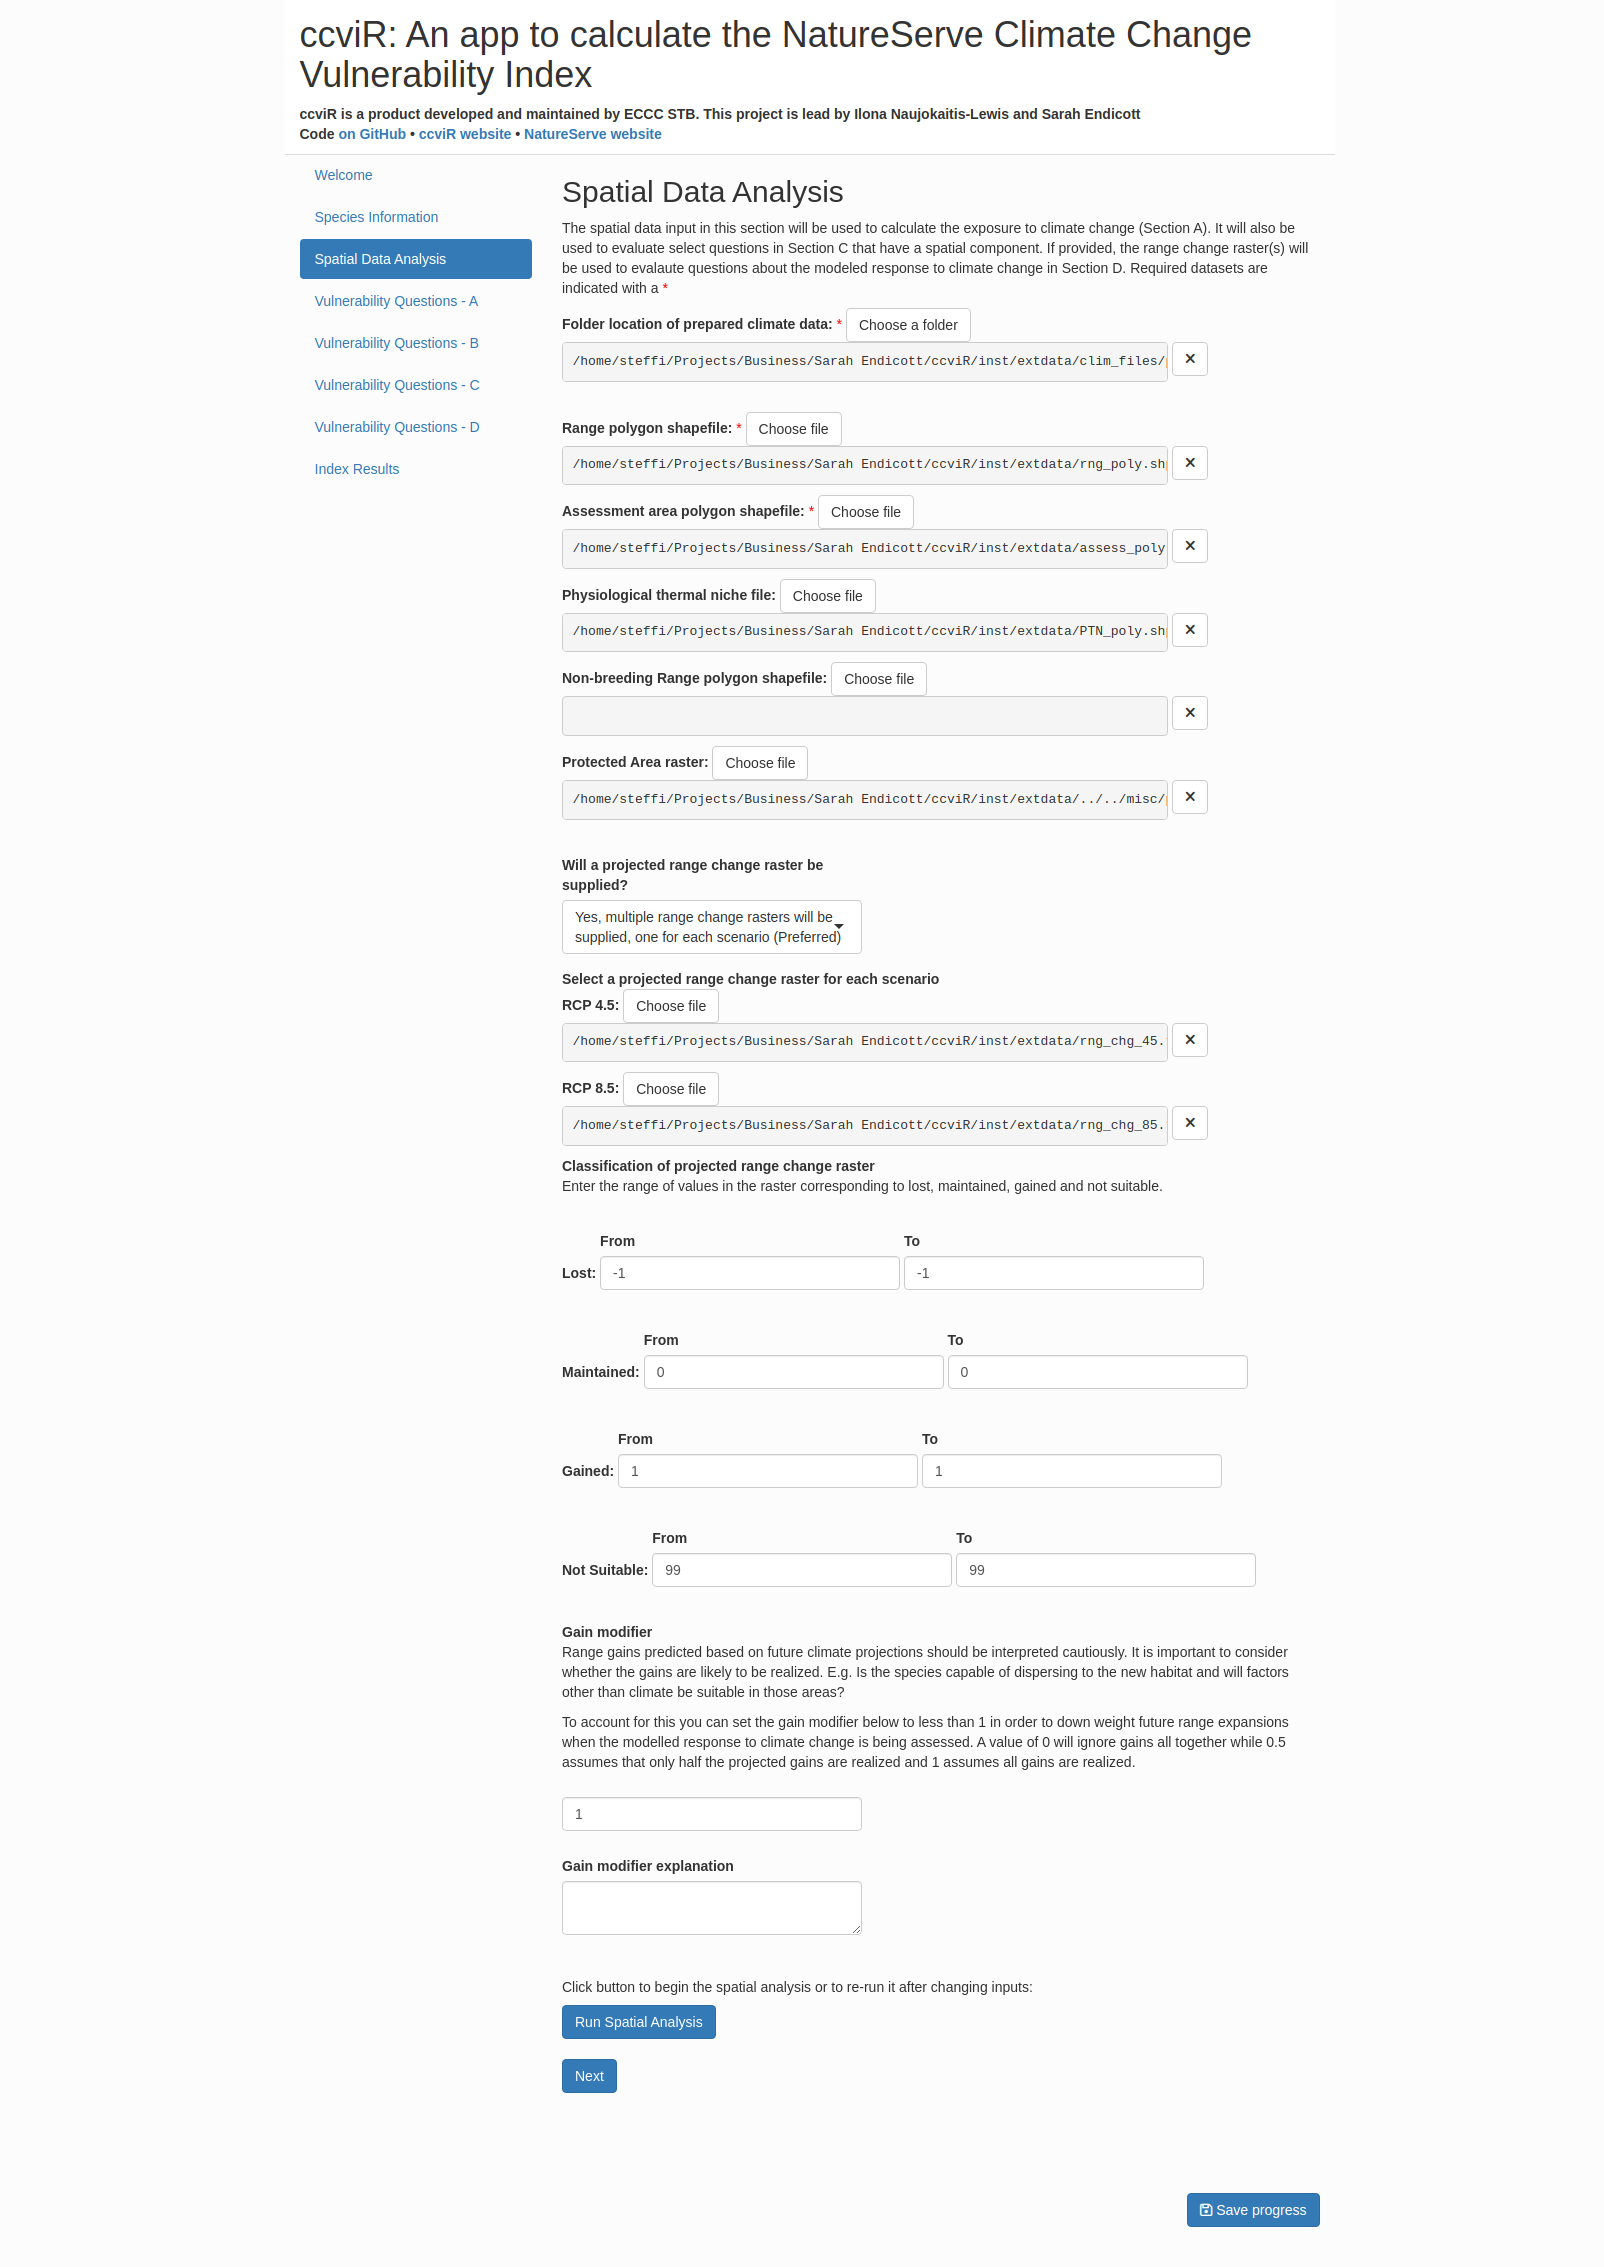 ccviR: An app to calculate the NatureServe Climate Change
Vulnerability Index
ccviR is a product developed and maintained by ECCC STB. This project is lead by Ilona Naujokaitis-Lewis and Sarah Endicott
Code on GitHub • ccviR website • NatureServe website
Welcome
Species Information
Spatial Data Analysis
Vulnerability Questions - A
Vulnerability Questions - B
Vulnerability Questions - C
Vulnerability Questions - D
Index Results
Spatial Data Analysis
The spatial data input in this section will be used to calculate the exposure to climate change (Section A). It will also be
used to evaluate select questions in Section C that have a spatial component. If provided, the range change raster(s) will
be used to evalaute questions about the modeled response to climate change in Section D. Required datasets are
indicated with a *
Folder location of prepared climate data: * Choose a folder
/home/steffi/Projects/Business/Sarah Endicott/ccviR/inst/extdata/clim_files/
Range polygon shapefile: * Choose file
/home/steffi/Projects/Business/Sarah Endicott/ccviR/inst/extdata/rng_poly.sh
Assessment area polygon shapefile: * Choose file
/home/steffi/Projects/Business/Sarah Endicott/ccviR/inst/extdata/assess_poly
Physiological thermal niche file: Choose file
/home/steffi/Projects/Business/Sarah Endicott/ccviR/inst/extdata/PTN_poly.sh
Non-breeding Range polygon shapefile: Choose file
Protected Area raster: Choose file
/home/steffi/Projects/Business/Sarah Endicott/ccviR/inst/extdata/../../misc/
Will a projected range change raster be
supplied?
Yes, multiple range change rasters will be
supplied, one for each scenario (Preferred)
Select a projected range change raster for each scenario
RCP 4.5: Choose file
/home/steffi/Projects/Business/Sarah Endicott/ccviR/inst/extdata/rng_chg_45.
RCP 8.5: Choose file
/home/steffi/Projects/Business/Sarah Endicott/ccviR/inst/extdata/rng_chg_85.
Classification of projected range change raster
Enter the range of values in the raster corresponding to lost, maintained, gained and not suitable.
From To
Lost: -1 -1
From To
Maintained: 0 0
From To
Gained: 1 1
From To
Not Suitable: 99 99
Gain modifier
Range gains predicted based on future climate projections should be interpreted cautiously. It is important to consider
whether the gains are likely to be realized. E.g. Is the species capable of dispersing to the new habitat and will factors
other than climate be suitable in those areas?
To account for this you can set the gain modifier below to less than 1 in order to down weight future range expansions
when the modelled response to climate change is being assessed. A value of 0 will ignore gains all together while 0.5
assumes that only half the projected gains are realized and 1 assumes all gains are realized.
1
Gain modifier explanation
Click button to begin the spatial analysis or to re-run it after changing inputs:
Run Spatial Analysis
Next
Save progress